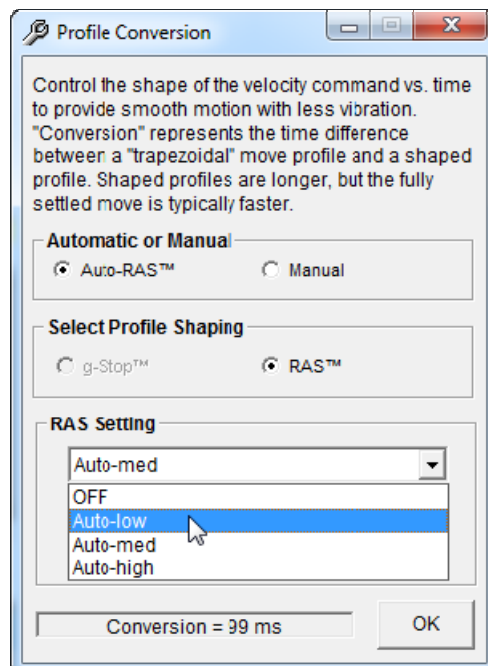 Profile Conversion
Control the shape of the velocity command vs. time
to provide smooth motion with less vibration.
"Conversion" represents the time difference
between a "trapezoidal" move profile and a shaped
profile. Shaped profiles are longer, but the fully
settled move is typically faster.
Automatic or Manual
Auto-RAS™ Manual
Select Profile Shaping
g-Stop™ RAS™
RAS Setting
Auto-med
OFF
Auto-low
Auto-med
Auto-high
Conversion = 99 ms OK